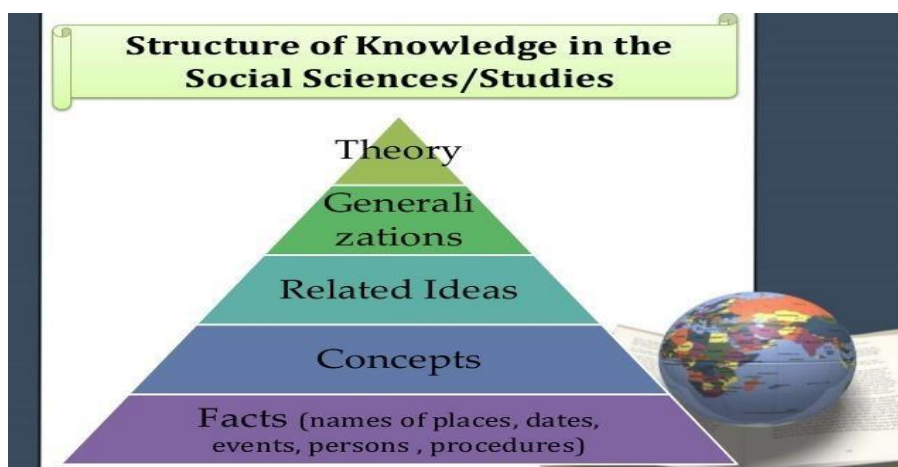 Structure of Knowledge in the
Social Sciences/Studies
Theory
Generali
zations
Related Ideas
Concepts
Facts (names of places, dates,
events, persons , procedures)